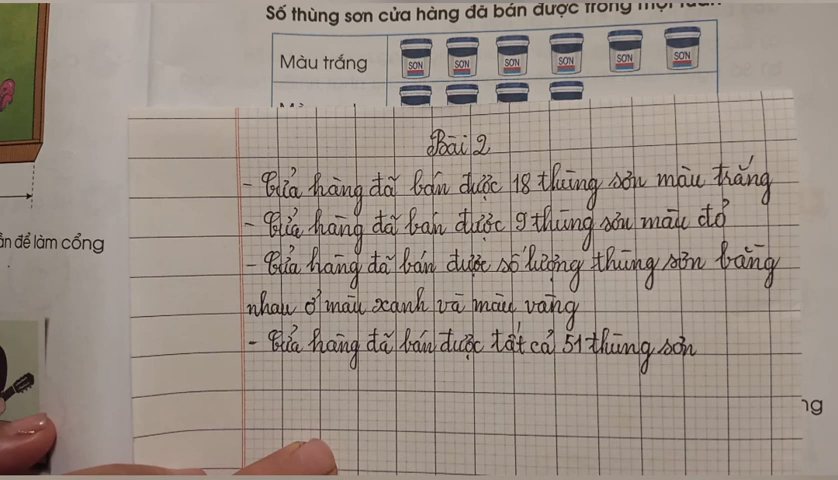 Số thùng sơn cửa hàng đã bán được trong một tuần
Màu trắng
SƠN SƠN SƠN SƠN SƠN SƠN
Bài 2
- Cửa hàng đã bán được 18 thùng sơn màu trắng
- Cửa hàng đã bán được 9 thùng sơn màu đỏ
- Cửa hàng đã bán được số lượng thùng sơn bằng
nhau ở màu xanh và màu vàng
- Cửa hàng đã bán được tất cả 51 thùng sơn
ần để làm cổng
ng